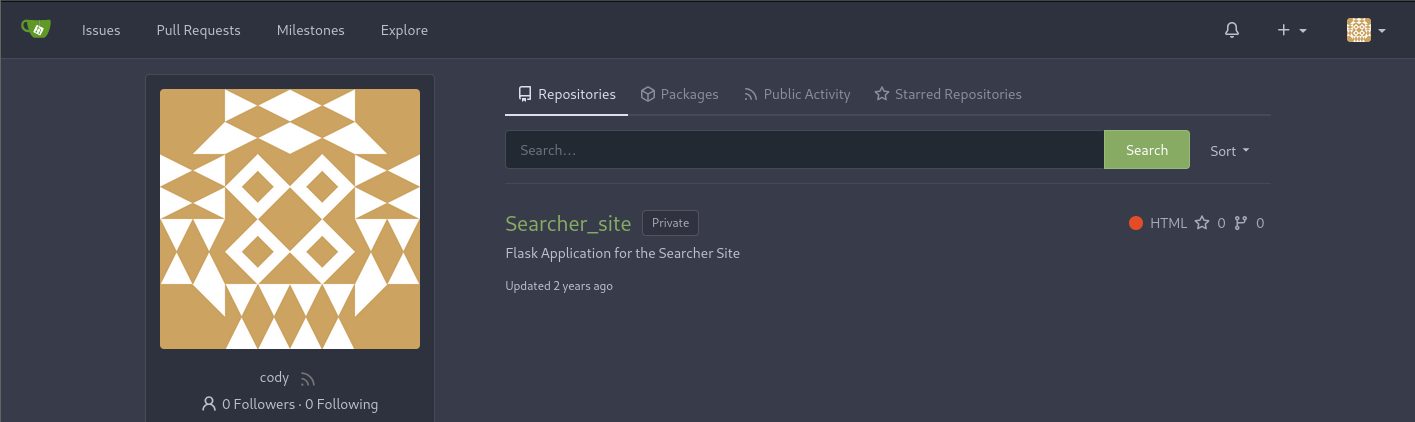 Issues Pull Requests Milestones Explore
Repositories Packages Public Activity Starred Repositories
Search... Search Sort
Searcher_site Private HTML 0 0
Flask Application for the Searcher Site
Updated 2 years ago
cody
0 Followers · 0 Following